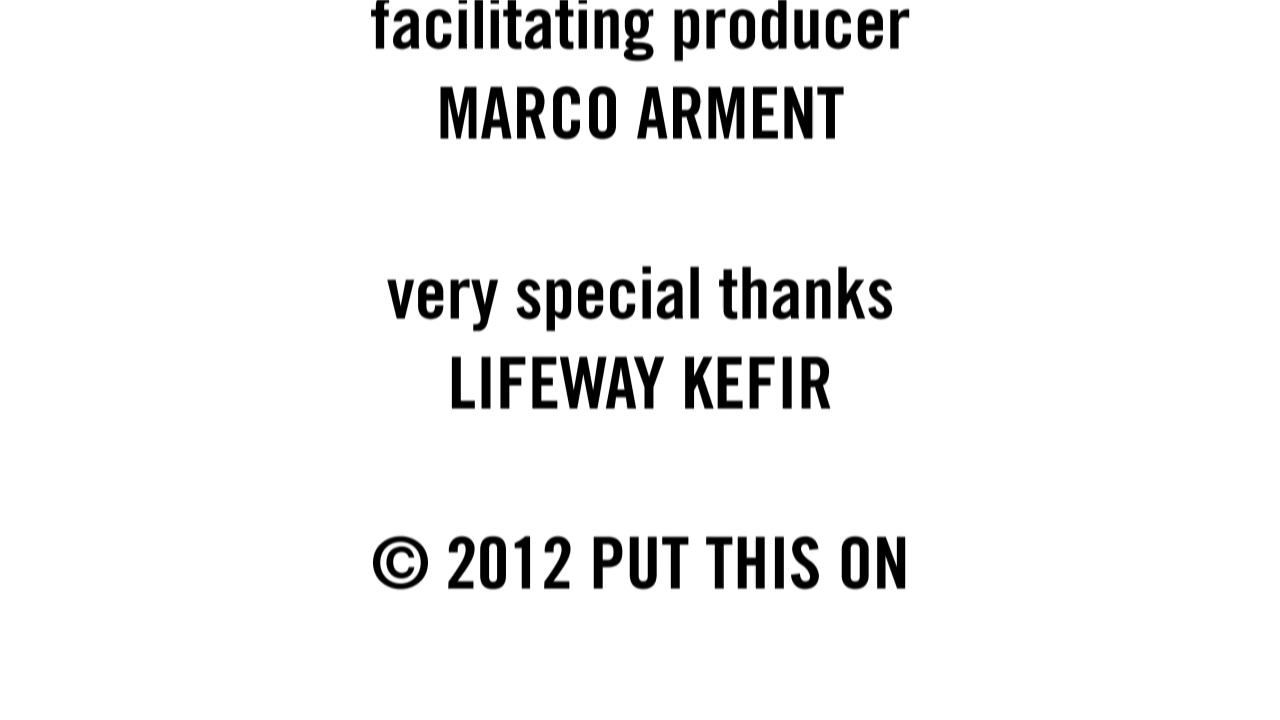 facilitating producer
MARCO ARMENT
very special thanks
LIFEWAY KEFIR
© 2012 PUT THIS ON